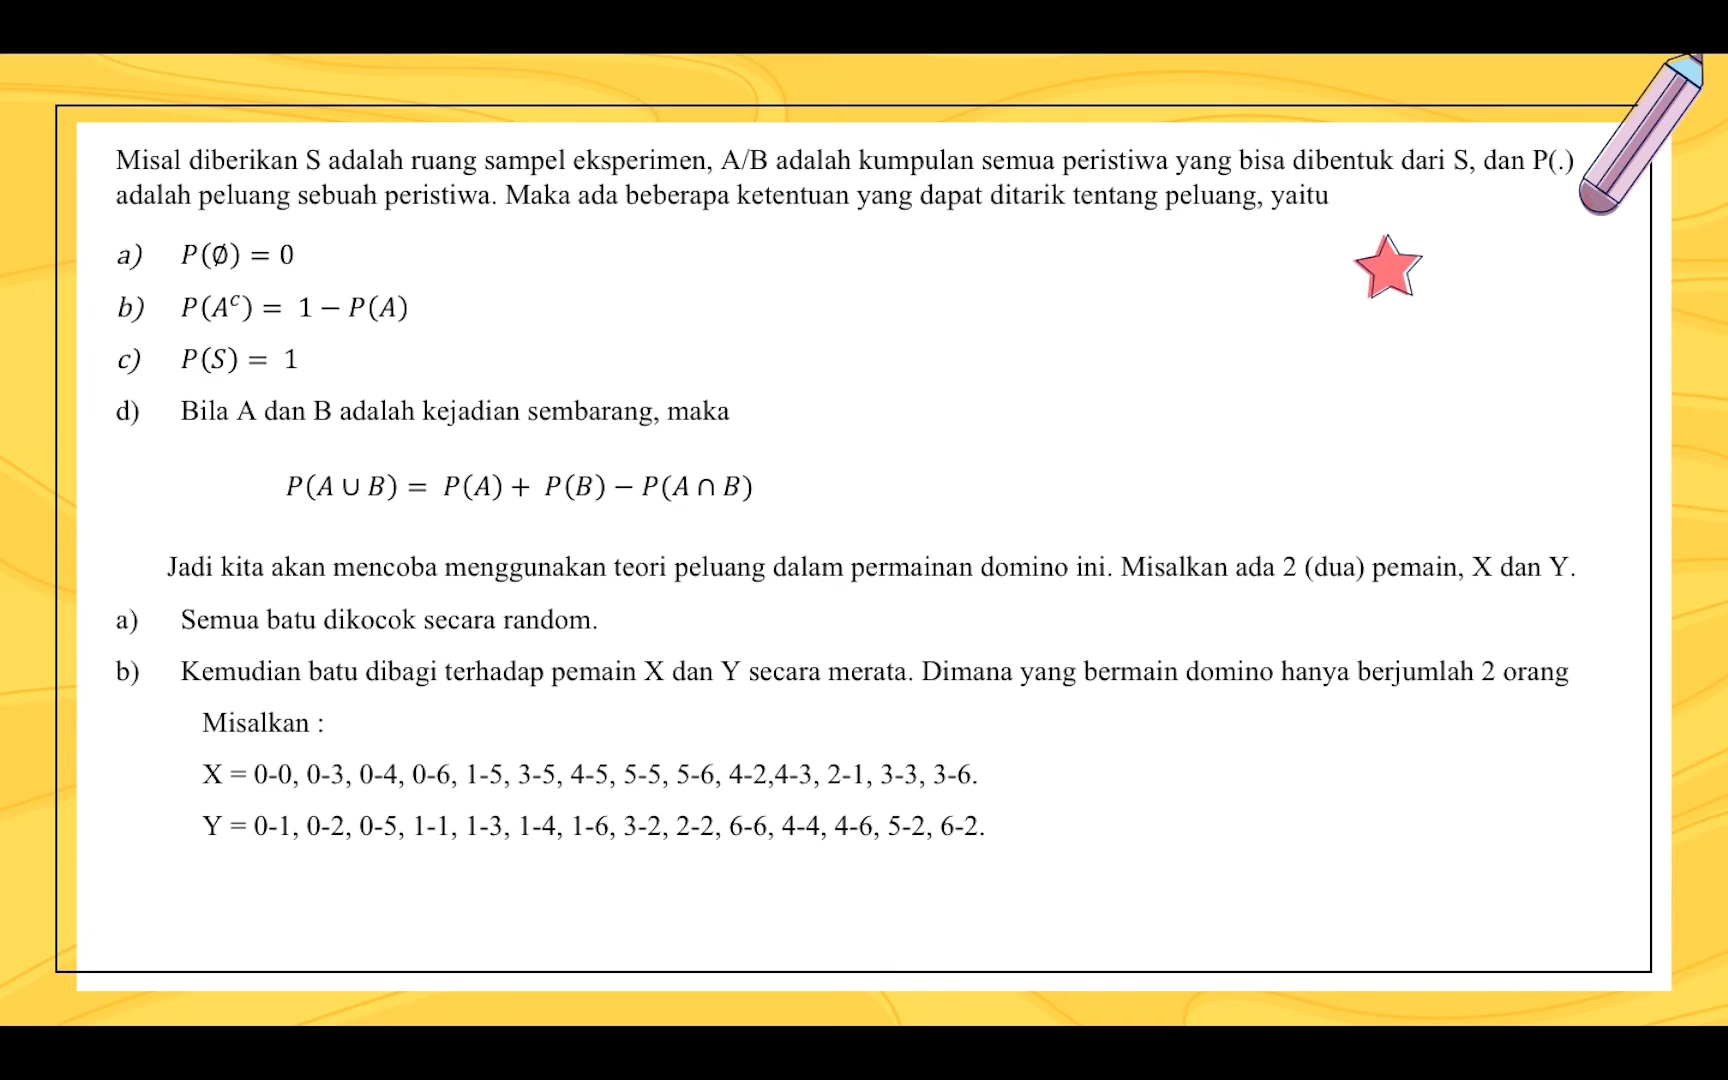 Misal diberikan S adalah ruang sampel eksperimen, A/B adalah kumpulan semua peristiwa yang bisa dibentuk dari S, dan P(.)
adalah peluang sebuah peristiwa. Maka ada beberapa ketentuan yang dapat ditarik tentang peluang, yaitu
a) P(∅) = 0
b) P(Aᶜ) = 1 − P(A)
c) P(S) = 1
d) Bila A dan B adalah kejadian sembarang, maka
P(A ∪ B) = P(A) + P(B) − P(A ∩ B)
Jadi kita akan mencoba menggunakan teori peluang dalam permainan domino ini. Misalkan ada 2 (dua) pemain, X dan Y.
a) Semua batu dikocok secara random.
b) Kemudian batu dibagi terhadap pemain X dan Y secara merata. Dimana yang bermain domino hanya berjumlah 2 orang
Misalkan :
X = 0-0, 0-3, 0-4, 0-6, 1-5, 3-5, 4-5, 5-5, 5-6, 4-2,4-3, 2-1, 3-3, 3-6.
Y = 0-1, 0-2, 0-5, 1-1, 1-3, 1-4, 1-6, 3-2, 2-2, 6-6, 4-4, 4-6, 5-2, 6-2.